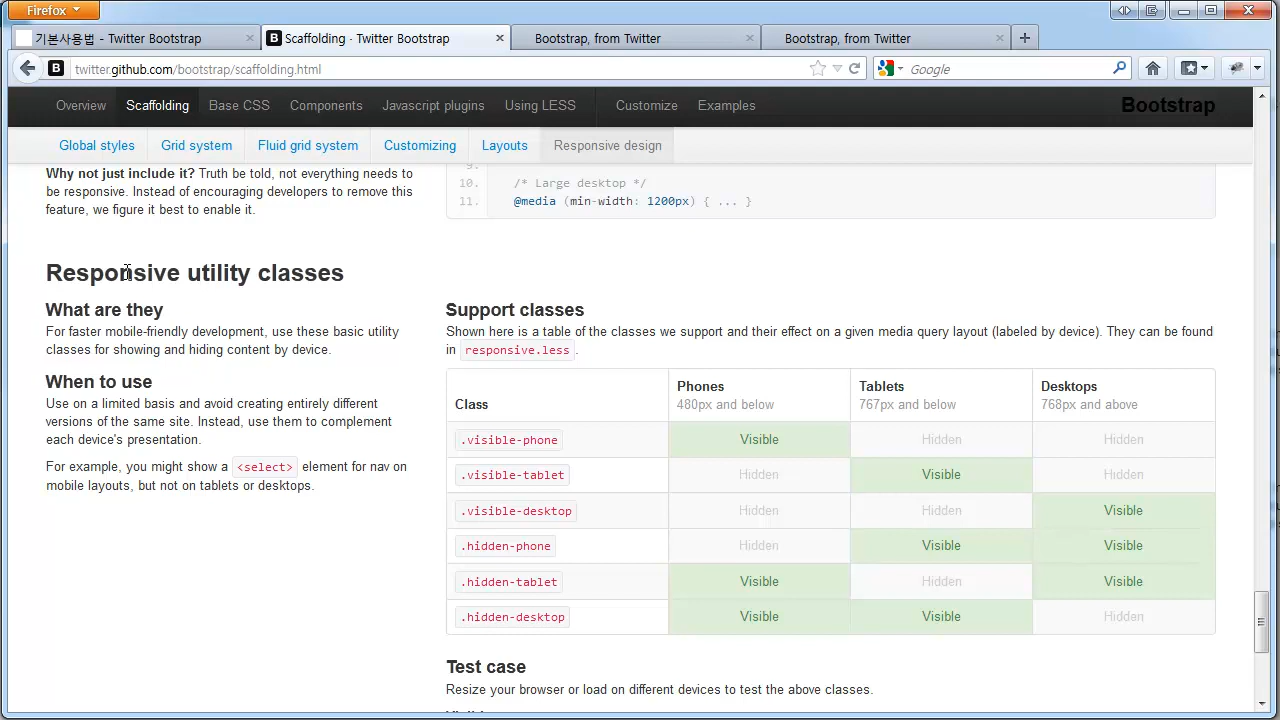 Firefox
기본사용법 - Twitter Bootstrap
Scaffolding · Twitter Bootstrap
Bootstrap, from Twitter
Bootstrap, from Twitter
twitter.github.com/bootstrap/scaffolding.html
Google
Overview Scaffolding Base CSS Components Javascript plugins Using LESS Customize Examples Bootstrap
Global styles Grid system Fluid grid system Customizing Layouts Responsive design
Why not just include it? Truth be told, not everything needs to
be responsive. Instead of encouraging developers to remove this
feature, we figure it best to enable it.
9.
10. /* Large desktop */
11. @media (min-width: 1200px) { ... }
Responsive utility classes
What are they
For faster mobile-friendly development, use these basic utility
classes for showing and hiding content by device.
When to use
Use on a limited basis and avoid creating entirely different
versions of the same site. Instead, use them to complement
each device's presentation.
For example, you might show a <select> element for nav on
mobile layouts, but not on tablets or desktops.
Support classes
Shown here is a table of the classes we support and their effect on a given media query layout (labeled by device). They can be found
in responsive.less.
Class Phones 480px and below Tablets 767px and below Desktops 768px and above
.visible-phone Visible Hidden Hidden
.visible-tablet Hidden Visible Hidden
.visible-desktop Hidden Hidden Visible
.hidden-phone Hidden Visible Visible
.hidden-tablet Visible Hidden Visible
.hidden-desktop Visible Visible Hidden
Test case
Resize your browser or load on different devices to test the above classes.